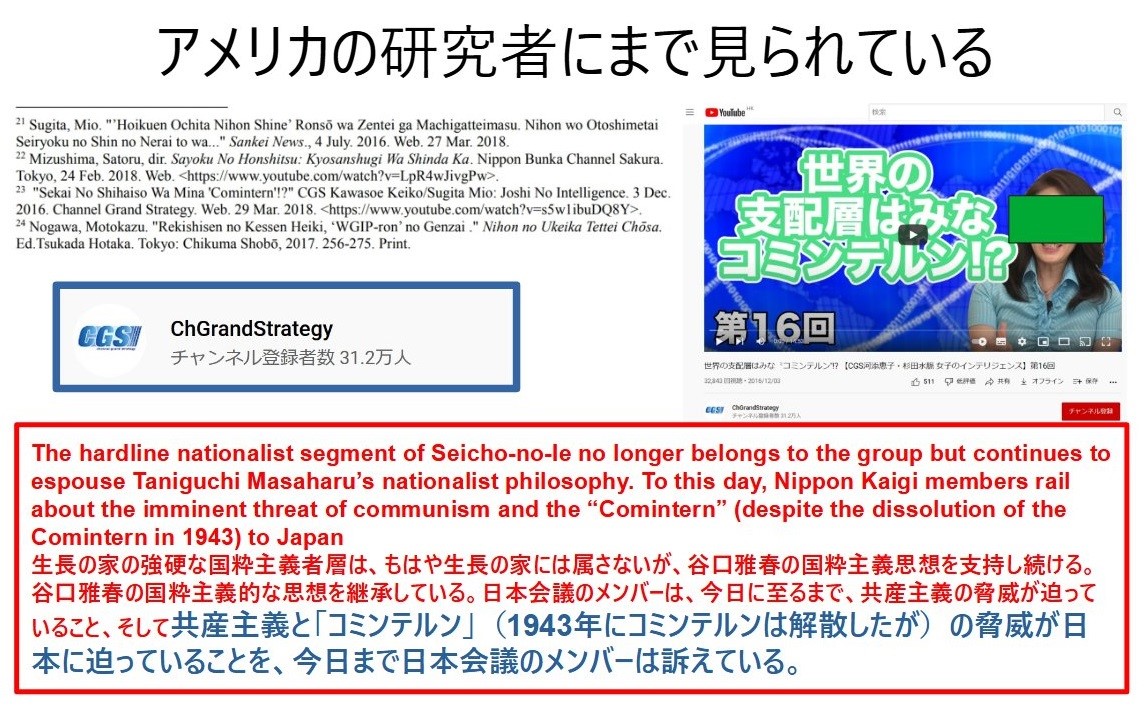 アメリカの研究者にまで見られている
21 Sugita, Mio. "'Hoikuen Ochita Nihon Shine' Ronsō wa Zentei ga Machigatteimasu. Nihon wo Otoshimetai
Seiryoku no Shin no Nerai to wa..." Sankei News., 4 July. 2016. Web. 27 Mar. 2018.
22 Mizushima, Satoru, dir. Sayoku No Honshitsu: Kyosanshugi Wa Shinda Ka. Nippon Bunka Channel Sakura.
Tokyo, 24 Feb. 2018. Web. <https://www.youtube.com/watch?v=LpR4wJivgPw>.
23 "Sekai No Shihaiso Wa Mina 'Comintern'!?" CGS Kawasoe Keiko/Sugita Mio: Joshi No Intelligence. 3 Dec.
2016. Channel Grand Strategy. Web. 29 Mar. 2018. <https://www.youtube.com/watch?v=s5w1ibuDQ8Y>.
24 Nogawa, Motokazu. "Rekishisen no Kessen Heiki, ‘WGIP-ron’ no Genzai ." Nihon no Ukeika Tettei Chōsa.
Ed.Tsukada Hotaka. Tokyo: Chikuma Shobō, 2017. 256-275. Print.
CGS
ChGrandStrategy
チャンネル登録者数 31.2万人
YouTube HK
検索
世界の
支配層はみな
コミンテルン!?
第16回
世界の支配層はみな〝コミンテルン!? 【CGS河添恵子・杉田水脈 女子のインテリジェンス】第16回
32,843 回視聴・2016/12/03
511 低評価 共有 オフライン 保存 …
CGS
ChGrandStrategy
チャンネル登録者数 31.2万人
チャンネル登録
The hardline nationalist segment of Seicho-no-Ie no longer belongs to the group but continues to
espouse Taniguchi Masaharu’s nationalist philosophy. To this day, Nippon Kaigi members rail
about the imminent threat of communism and the “Comintern” (despite the dissolution of the
Comintern in 1943) to Japan
生長の家の強硬な国粋主義者層は、もはや生長の家には属さないが、谷口雅春の国粋主義思想を支持し続ける。
谷口雅春の国粋主義的な思想を継承している。日本会議のメンバーは、今日に至るまで、共産主義の脅威が迫って
いること、そして共産主義と「コミンテルン」（1943年にコミンテルンは解散したが）の脅威が日
本に迫っていることを、今日まで日本会議のメンバーは訴えている。